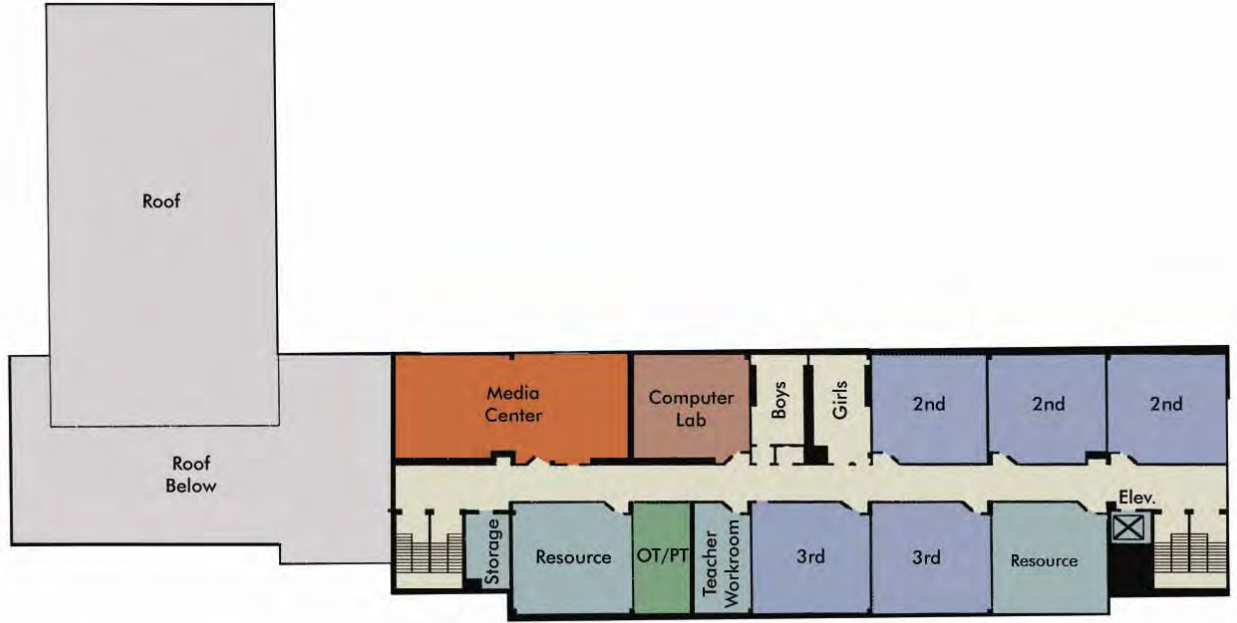 Roof
Roof
Below
Media
Center
Computer
Lab
Boys
Girls
2nd
2nd
2nd
Elev.
Storage
Resource
OT/PT
Teacher
Workroom
3rd
3rd
Resource